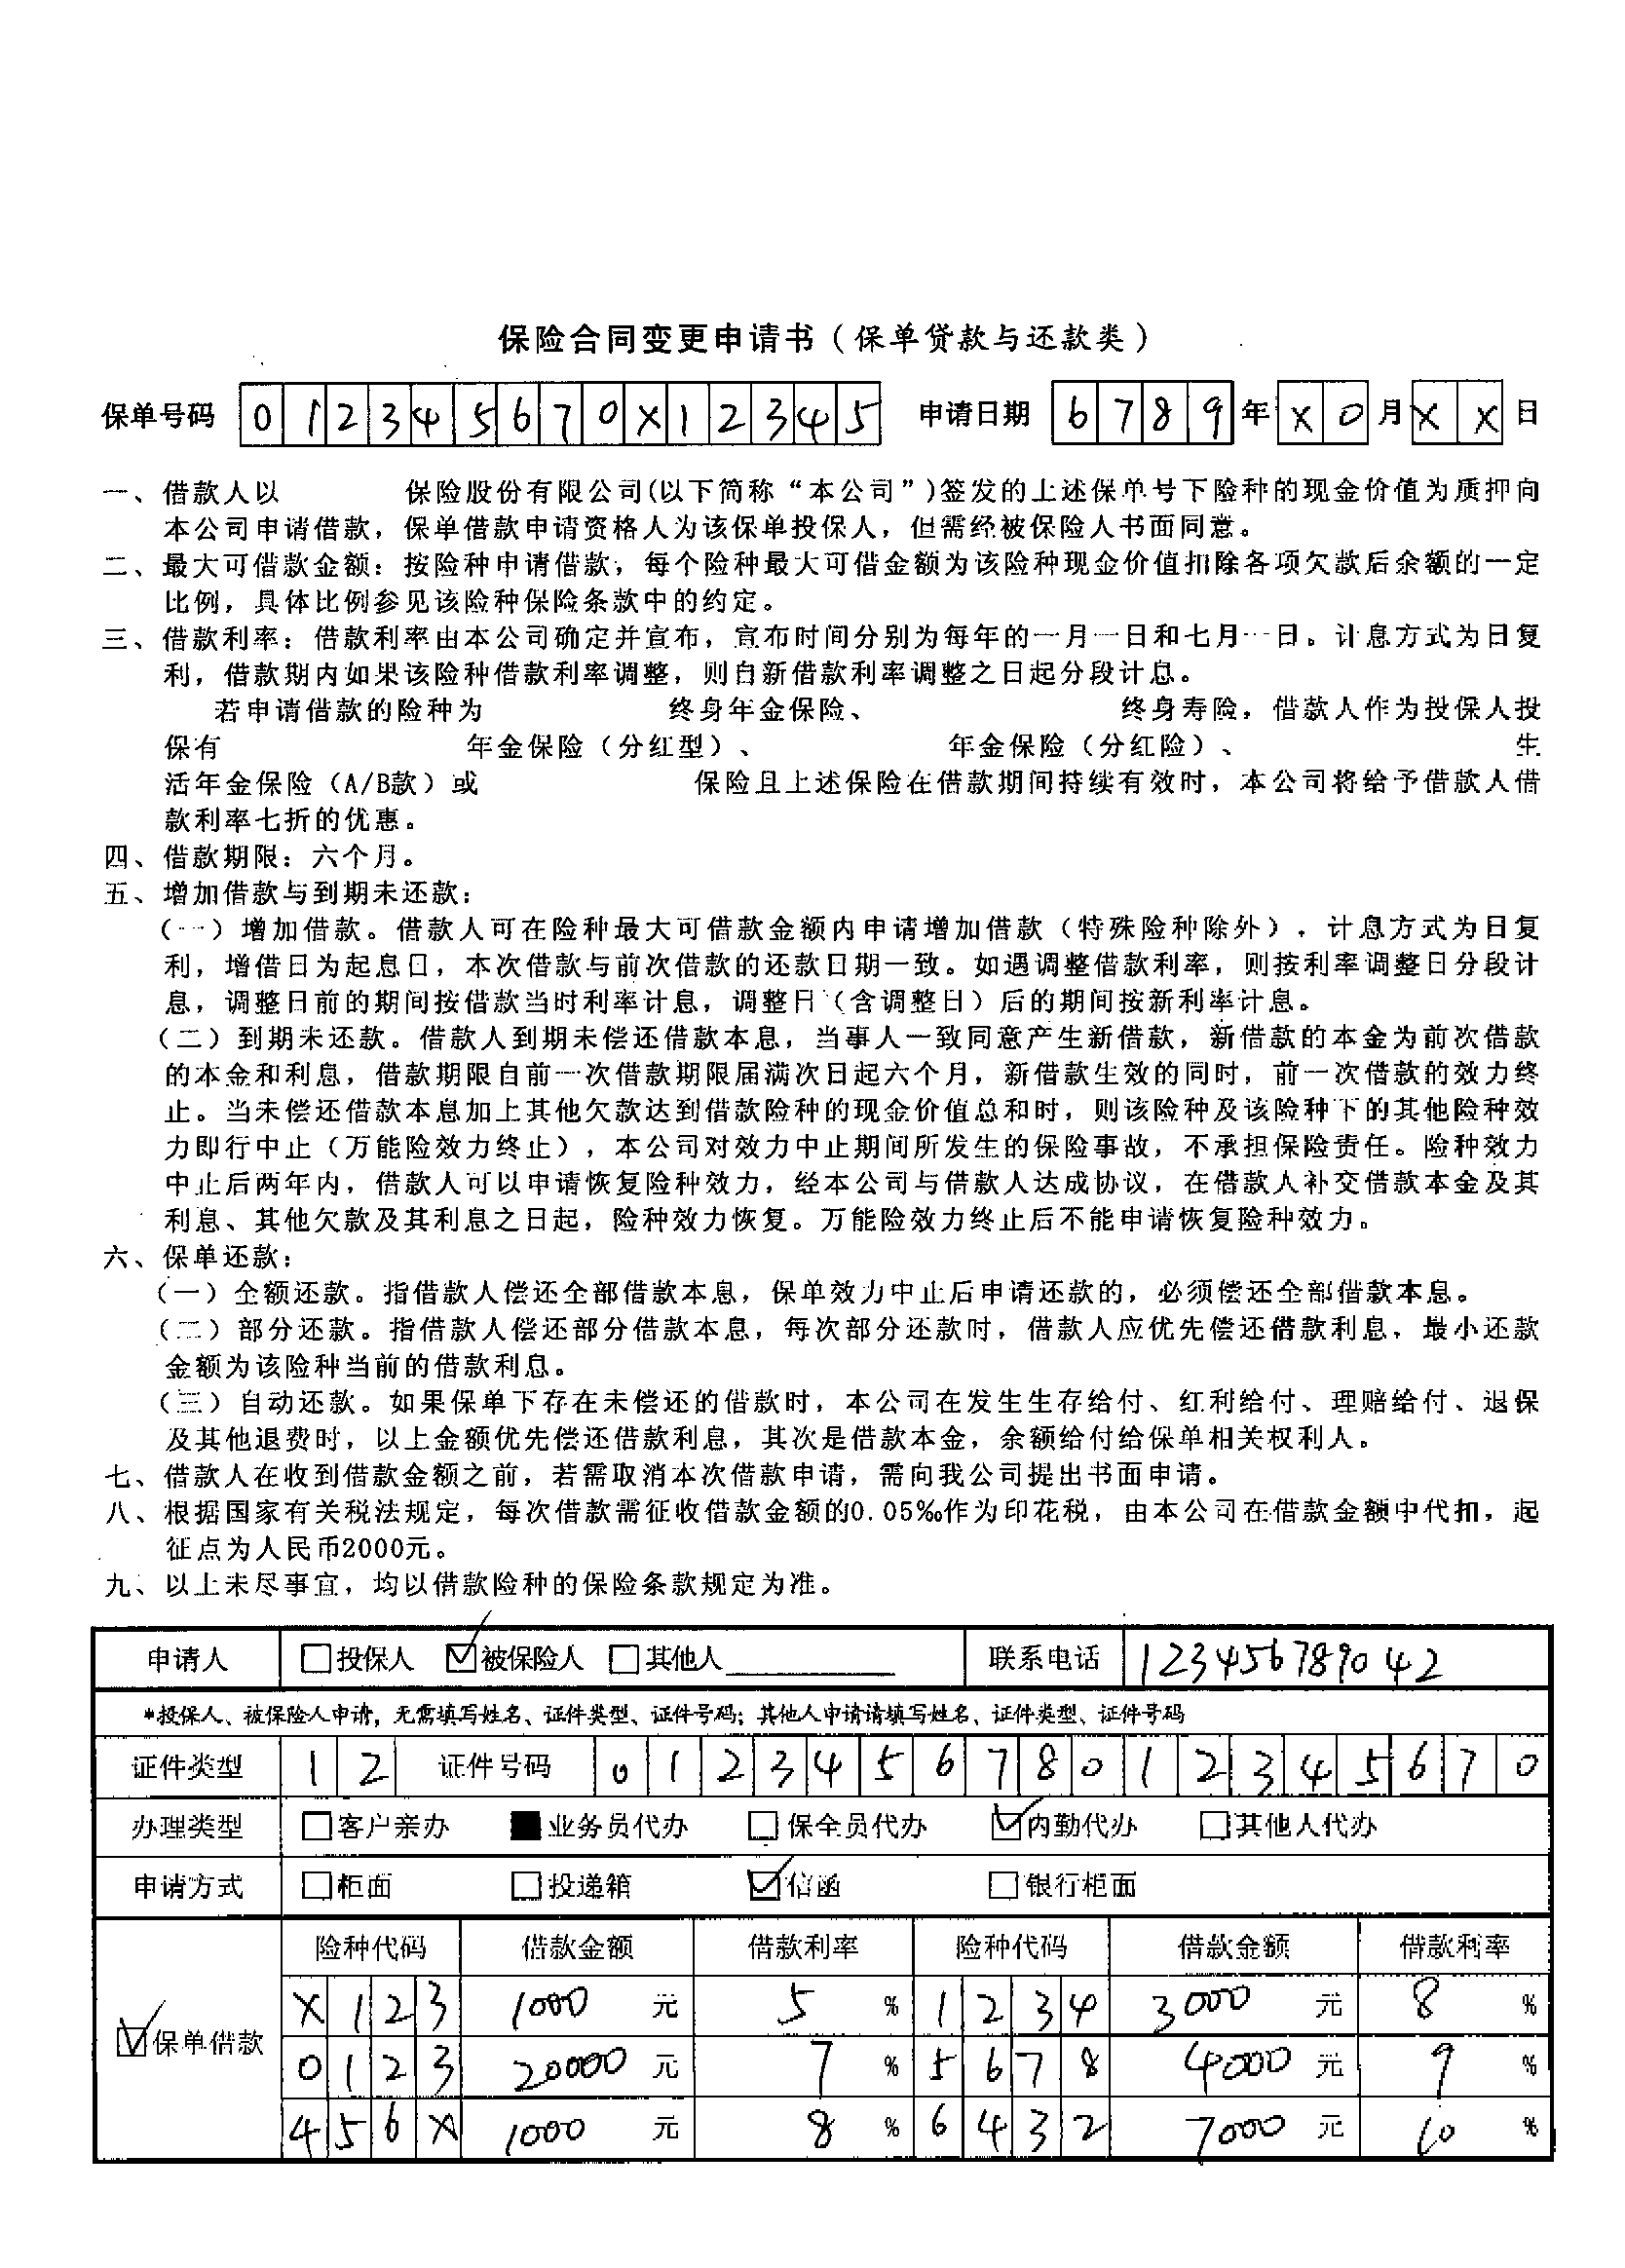 保险合同变更申请书（保单贷款与还款类）
保单号码 0 1 2 3 4 5 6 7 0 X 1 2 3 4 5 申请日期 6 7 8 9 年 X 0 月 X X 日
一、借款人以 保险股份有限公司(以下简称“本公司”)签发的上述保单号下险种的现金价值为质押向
本公司申请借款，保单借款申请资格人为该保单投保人，但需经被保险人书面同意。
二、最大可借款金额：按险种申请借款，每个险种最大可借金额为该险种现金价值扣除各项欠款后余额的一定
比例，具体比例参见该险种保险条款中的约定。
三、借款利率：借款利率由本公司确定并宣布，宣布时间分别为每年的一月一日和七月一日。计息方式为日复
利，借款期内如果该险种借款利率调整，则自新借款利率调整之日起分段计息。
若申请借款的险种为 终身年金保险、 终身寿险，借款人作为投保人投
保有 年金保险（分红型）、 年金保险（分红险）、 生
活年金保险（A/B款）或 保险且上述保险在借款期间持续有效时，本公司将给予借款人借
款利率七折的优惠。
四、借款期限：六个月。
五、增加借款与到期未还款：
（一）增加借款。借款人可在险种最大可借款金额内申请增加借款（特殊险种除外），计息方式为日复
利，增借日为起息日，本次借款与前次借款的还款日期一致。如遇调整借款利率，则按利率调整日分段计
息，调整日前的期间按借款当时利率计息，调整日（含调整日）后的期间按新利率计息。
（二）到期未还款。借款人到期未偿还借款本息，当事人一致同意产生新借款，新借款的本金为前次借款
的本金和利息，借款期限自前一次借款期限届满次日起六个月，新借款生效的同时，前一次借款的效力终
止。当未偿还借款本息加上其他欠款达到借款险种的现金价值总和时，则该险种及该险种下的其他险种效
力即行中止（万能险效力终止），本公司对效力中止期间所发生的保险事故，不承担保险责任。险种效力
中止后两年内，借款人可以申请恢复险种效力，经本公司与借款人达成协议，在借款人补交借款本金及其
利息、其他欠款及其利息之日起，险种效力恢复。万能险效力终止后不能申请恢复险种效力。
六、保单还款：
（一）全额还款。指借款人偿还全部借款本息，保单效力中止后申请还款的，必须偿还全部借款本息。
（二）部分还款。指借款人偿还部分借款本息，每次部分还款时，借款人应优先偿还借款利息，最小还款
金额为该险种当前的借款利息。
（三）自动还款。如果保单下存在未偿还的借款时，本公司在发生生存给付、红利给付、理赔给付、退保
及其他退费时，以上金额优先偿还借款利息，其次是借款本金，余额给付给保单相关权利人。
七、借款人在收到借款金额之前，若需取消本次借款申请，需向我公司提出书面申请。
八、根据国家有关税法规定，每次借款需征收借款金额的0.05‰作为印花税，由本公司在借款金额中代扣，起
征点为人民币2000元。
九、以上未尽事宜，均以借款险种的保险条款规定为准。
申请人 □投保人 ☑被保险人 □其他人 联系电话 123456789042
*投保人、被保险人申请，无需填写姓名、证件类型、证件号码；其他人申请请填写姓名、证件类型、证件号码
证件类型 1 2 证件号码 0 1 2 3 4 5 6 7 8 0 1 2 3 4 5 6 7 0
办理类型 □客户亲办 ■业务员代办 □保全员代办 ☑内勤代办 □其他人代办
申请方式 □柜面 □投递箱 ☑信函 □银行柜面
险种代码 借款金额 借款利率 险种代码 借款金额 借款利率
X 1 2 3 1000 元 5 % 1 2 3 4 3000 元 8 %
☑保单借款
0 1 2 3 20000 元 7 % 5 6 7 8 4000 元 9 %
4 5 6 X 1000 元 8 % 6 4 3 2 7000 元 10 %